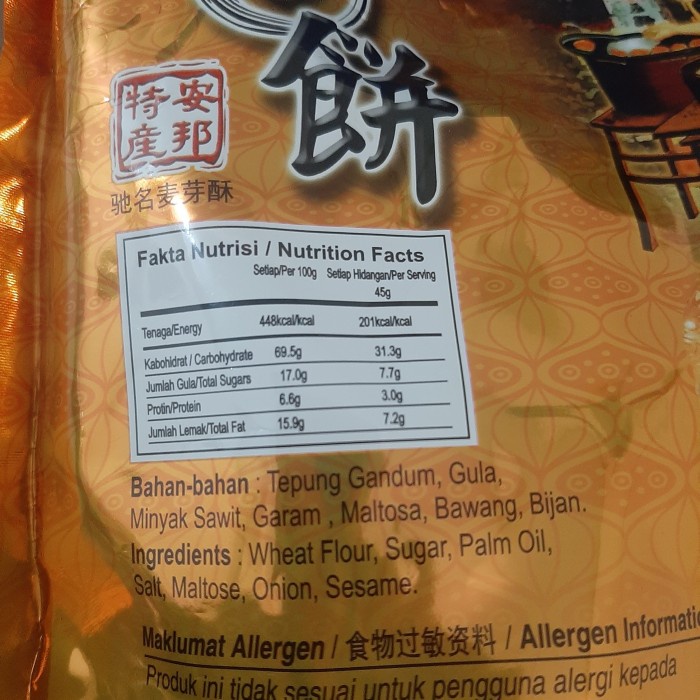 餅
安邦
特産
驰名麦芽酥
Fakta Nutrisi / Nutrition Facts
Setiap/Per 100g Setiap Hidangan/Per Serving
45g
Tenaga/Energy 448kcal/kcal 201kcal/kcal
Kabohidrat / Carbohydrate 69.5g 31.3g
Jumlah Gula/Total Sugars 17.0g 7.7g
Protin/Protein 6.6g 3.0g
Jumlah Lemak/Total Fat 15.9g 7.2g
Bahan-bahan : Tepung Gandum, Gula,
Minyak Sawit, Garam , Maltosa, Bawang, Bijan.
Ingredients : Wheat Flour, Sugar, Palm Oil,
Salt, Maltose, Onion, Sesame.
Maklumat Allergen / 食物过敏资料 / Allergen Informati
Produk ini tidak sesuai untuk pengguna alergi kepada